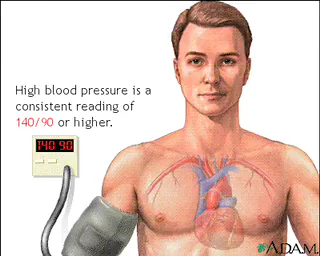 High blood pressure is a
consistent reading of
140/90 or higher.
140 90
A.D.A.M.